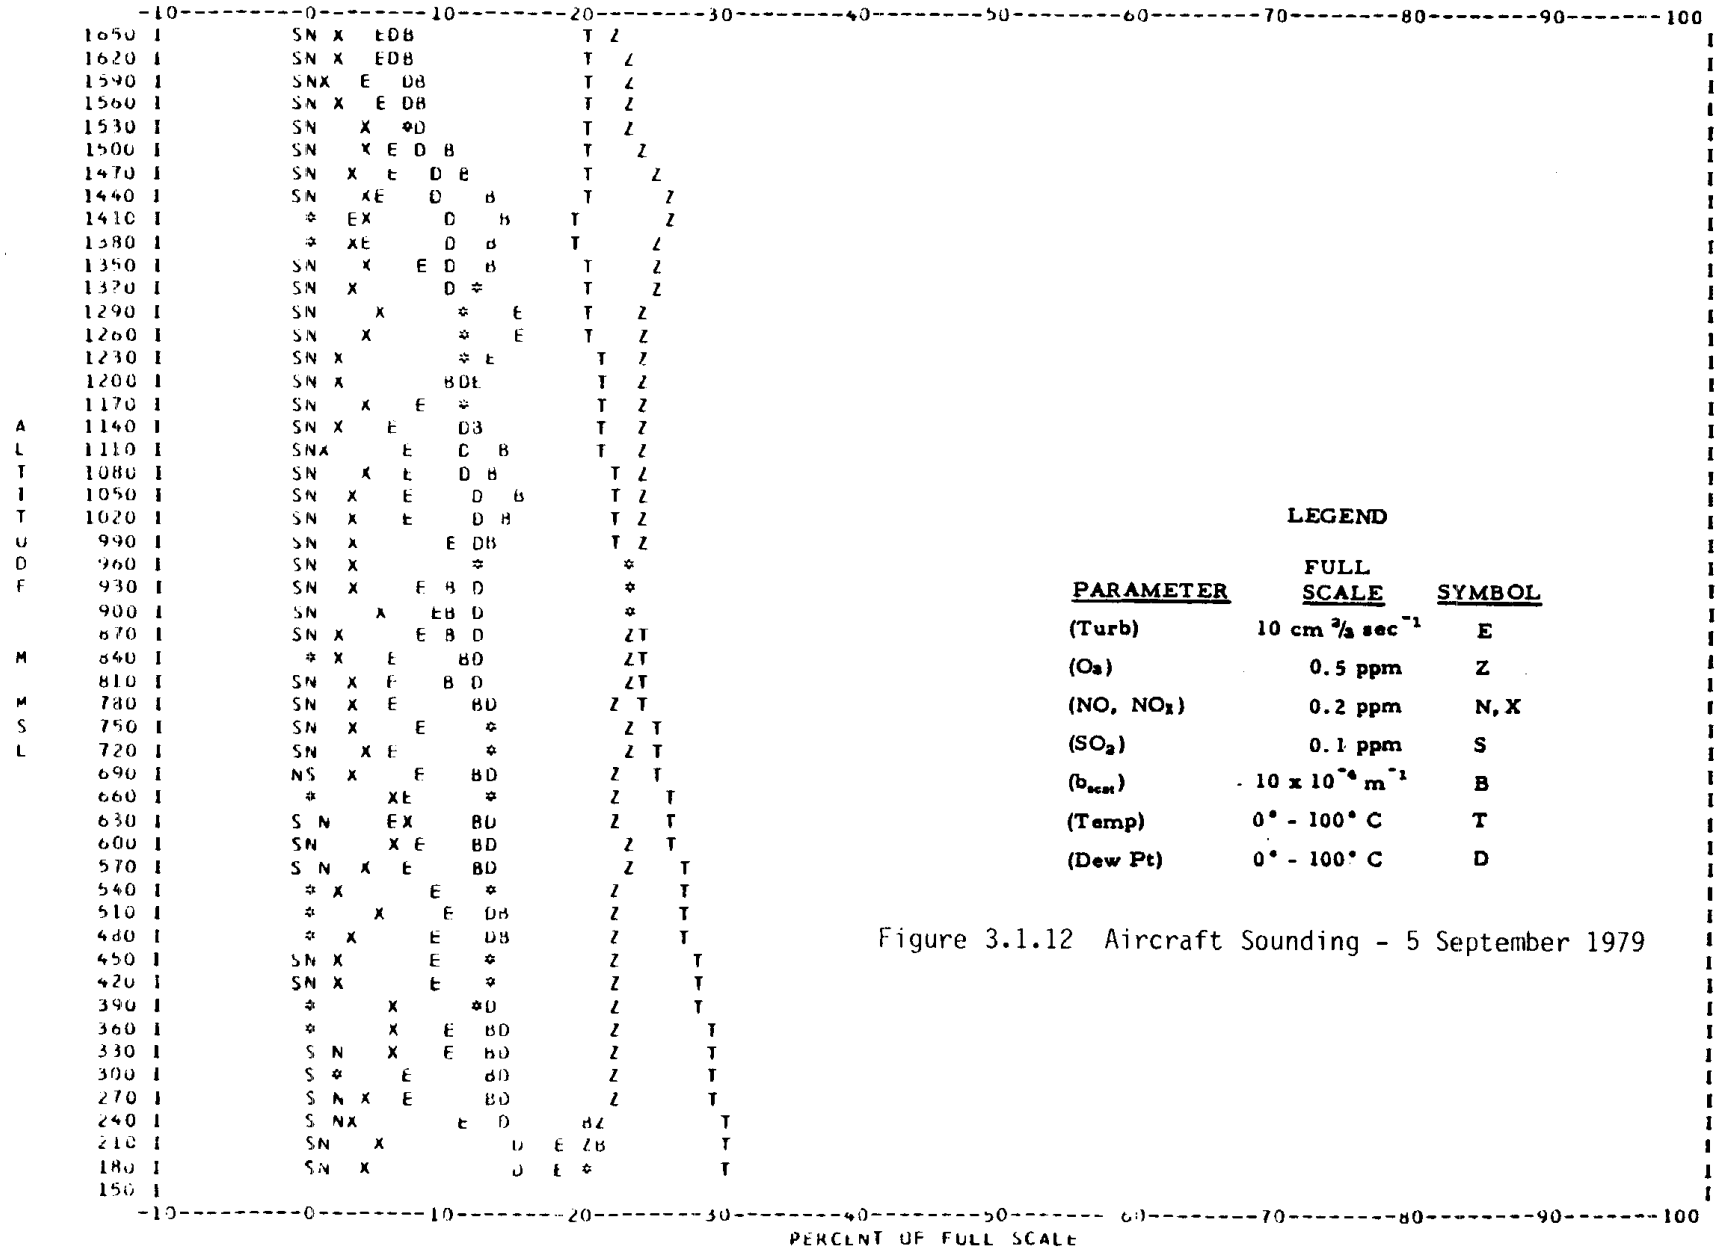 -10---------0---------10--------20--------30--------40--------50--------60--------70--------80--------90-------100
1650 I SN X EDB T Z I
1620 I SN X EDB T Z I
1590 I SNX E DB T Z I
1560 I SN X E DB T Z I
1530 I SN X *D T Z I
1500 I SN X E D B T Z I
1470 I SN X E D B T Z I
1440 I SN XE D B T Z I
1410 I * EX D B T Z I
1380 I * XE D B T Z I
1350 I SN X E D B T Z I
1320 I SN X D * T Z I
1290 I SN X * E T Z I
1260 I SN X * E T Z I
1230 I SN X * E T Z I
1200 I SN X BDE T Z I
1170 I SN X E * T Z I
A 1140 I SN X E DB T Z I
L 1110 I SNX E D B T Z I
T 1080 I SN X E D B T Z I
I 1050 I SN X E D B T Z I
T 1020 I SN X E D B T Z I
U 990 I SN X E DB T Z I
D 960 I SN X * * I
E 930 I SN X E B D * I
900 I SN X EB D * I
870 I SN X E B D ZT I
M 840 I * X E BD ZT I
810 I SN X E B D ZT I
M 780 I SN X E BD Z T I
S 750 I SN X E * Z T I
L 720 I SN X E * Z T I
690 I NS X E BD Z T I
660 I * XE * Z T I
630 I S N EX BD Z T I
600 I SN X E BD Z T I
570 I S N X E BD Z T I
540 I * X E * Z T I
510 I * X E DB Z T I
480 I * X E DB Z T I
450 I SN X E * Z T I
420 I SN X E * Z T I
390 I * X *D Z T I
360 I * X E BD Z T I
330 I S N X E BD Z T I
300 I S * E BD Z T I
270 I S N X E BD Z T I
240 I S NX E D BZ T I
210 I SN X D E ZB T I
180 I SN X D E * T I
150 I I
-10---------0---------10--------20--------30--------40--------50--------60--------70--------80--------90-------100
PERCENT OF FULL SCALE
LEGEND
FULL
PARAMETER SCALE SYMBOL
(Turb) 10 cm ⅔ sec⁻¹ E
(O₃) 0.5 ppm Z
(NO, NOₓ) 0.2 ppm N, X
(SO₂) 0.1 ppm S
(b_scat) 10 x 10⁻⁴ m⁻¹ B
(Temp) 0° - 100° C T
(Dew Pt) 0° - 100° C D
Figure 3.1.12 Aircraft Sounding - 5 September 1979